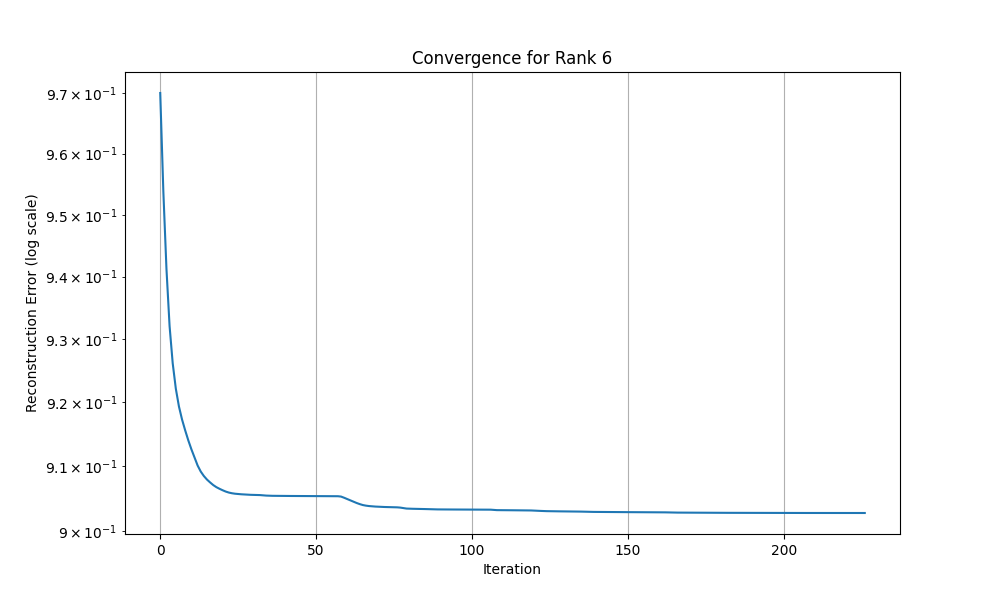 Convergence for Rank 6
Reconstruction Error (log scale)
9.7 × 10⁻¹
9.6 × 10⁻¹
9.5 × 10⁻¹
9.4 × 10⁻¹
9.3 × 10⁻¹
9.2 × 10⁻¹
9.1 × 10⁻¹
9 × 10⁻¹
0 50 100 150 200
Iteration